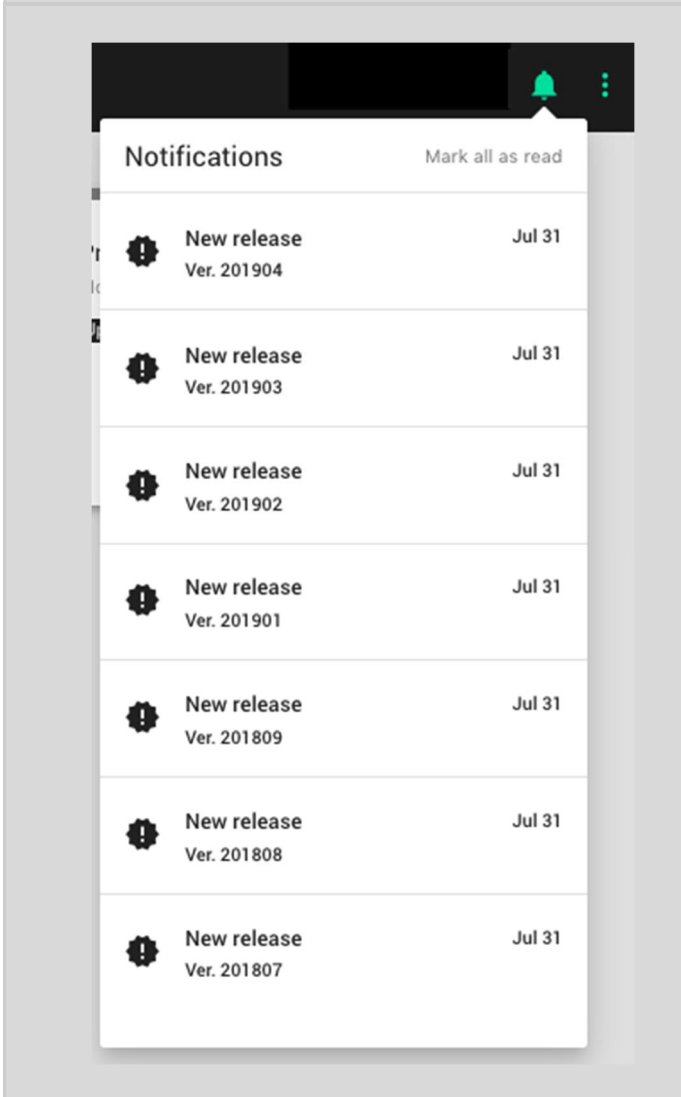 Notifications
Mark all as read
New release
Jul 31
Ver. 201904
New release
Jul 31
Ver. 201903
New release
Jul 31
Ver. 201902
New release
Jul 31
Ver. 201901
New release
Jul 31
Ver. 201809
New release
Jul 31
Ver. 201808
New release
Jul 31
Ver. 201807